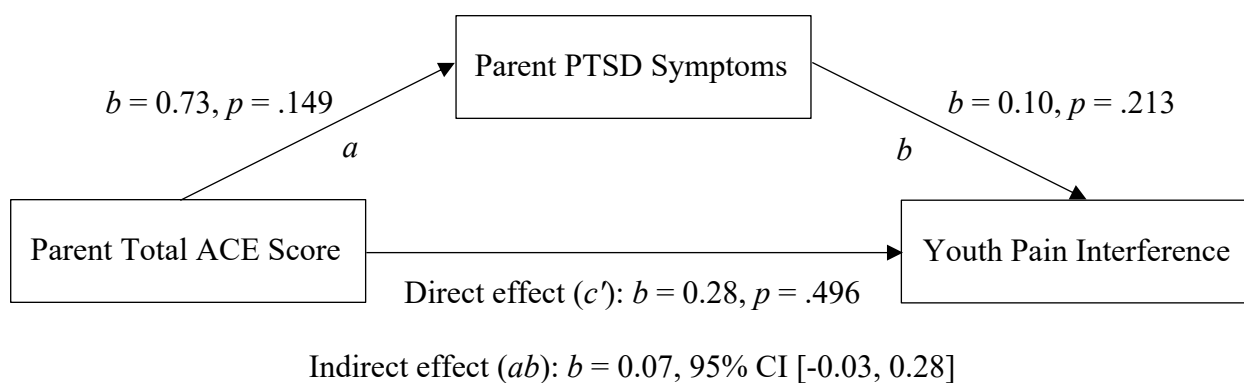 Parent PTSD Symptoms
b = 0.73, p = .149
b = 0.10, p = .213
a
b
Parent Total ACE Score
Youth Pain Interference
Direct effect (c'): b = 0.28, p = .496
Indirect effect (ab): b = 0.07, 95% CI [-0.03, 0.28]